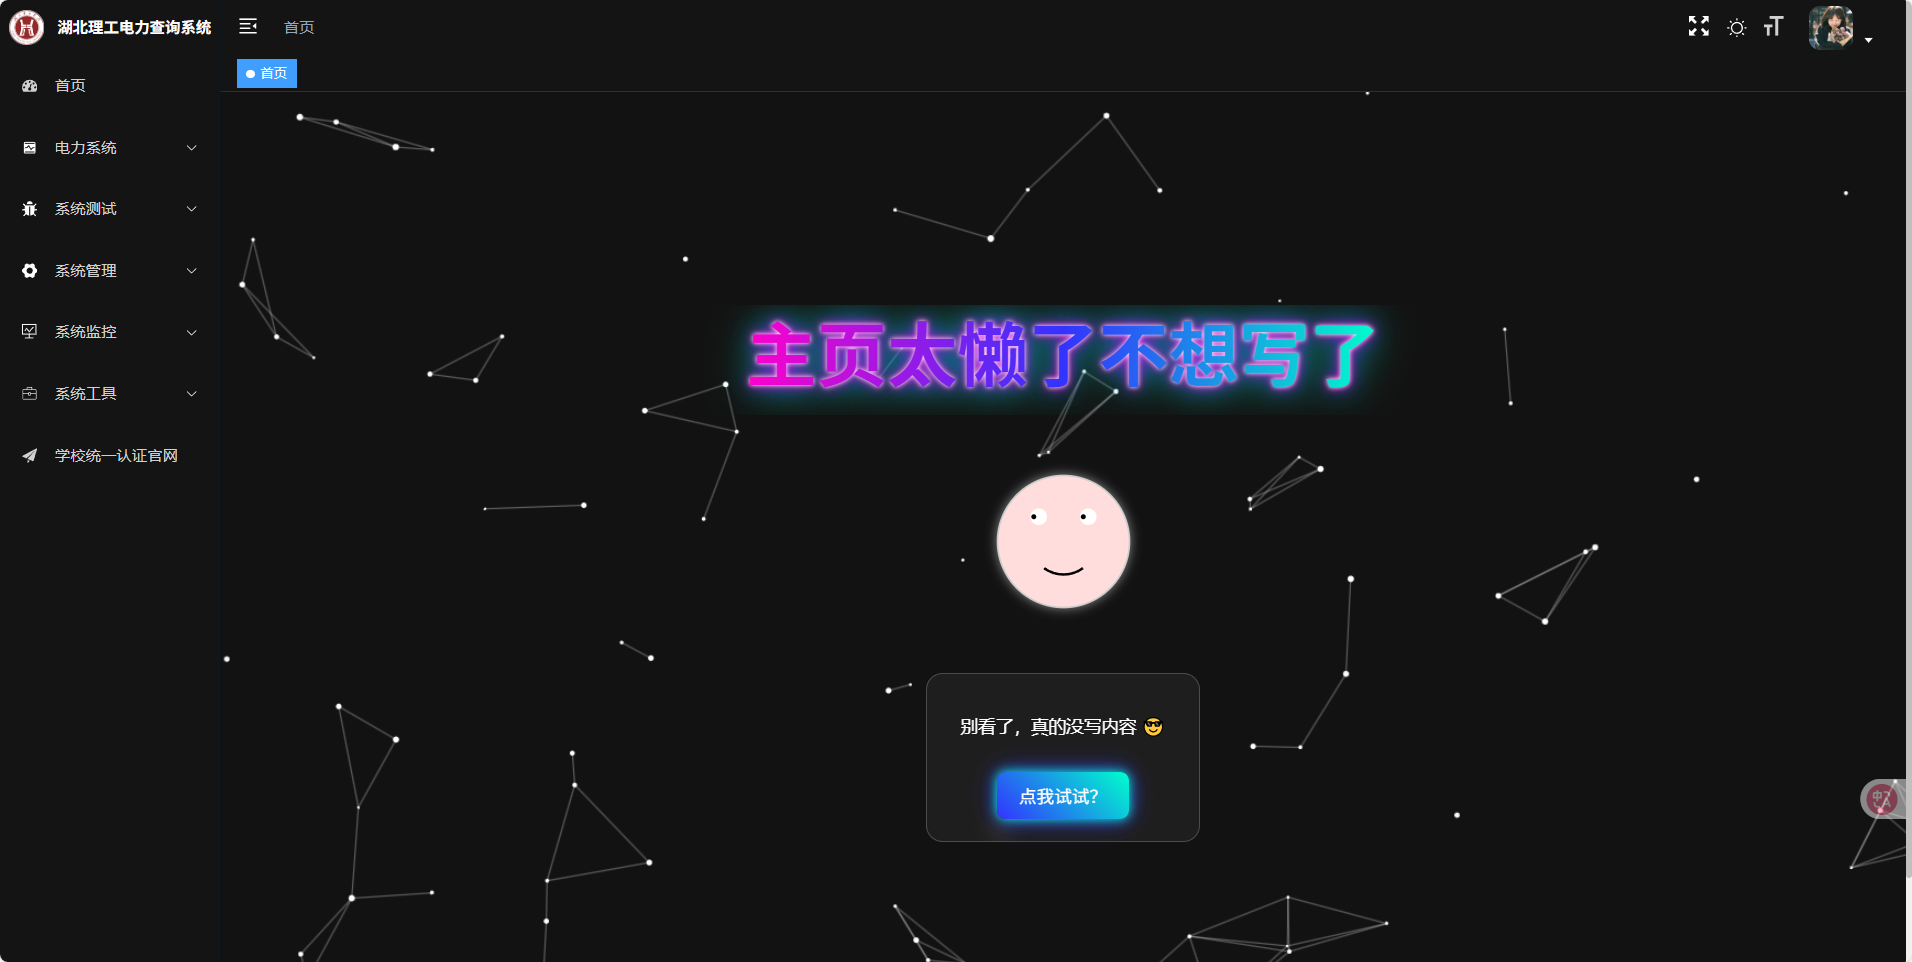 湖北理工电力查询系统
首页
首页
首页
电力系统
系统测试
系统管理
系统监控
系统工具
学校统一认证官网
主页太懒了不想写了
别看了，真的没写内容 😎
点我试试?